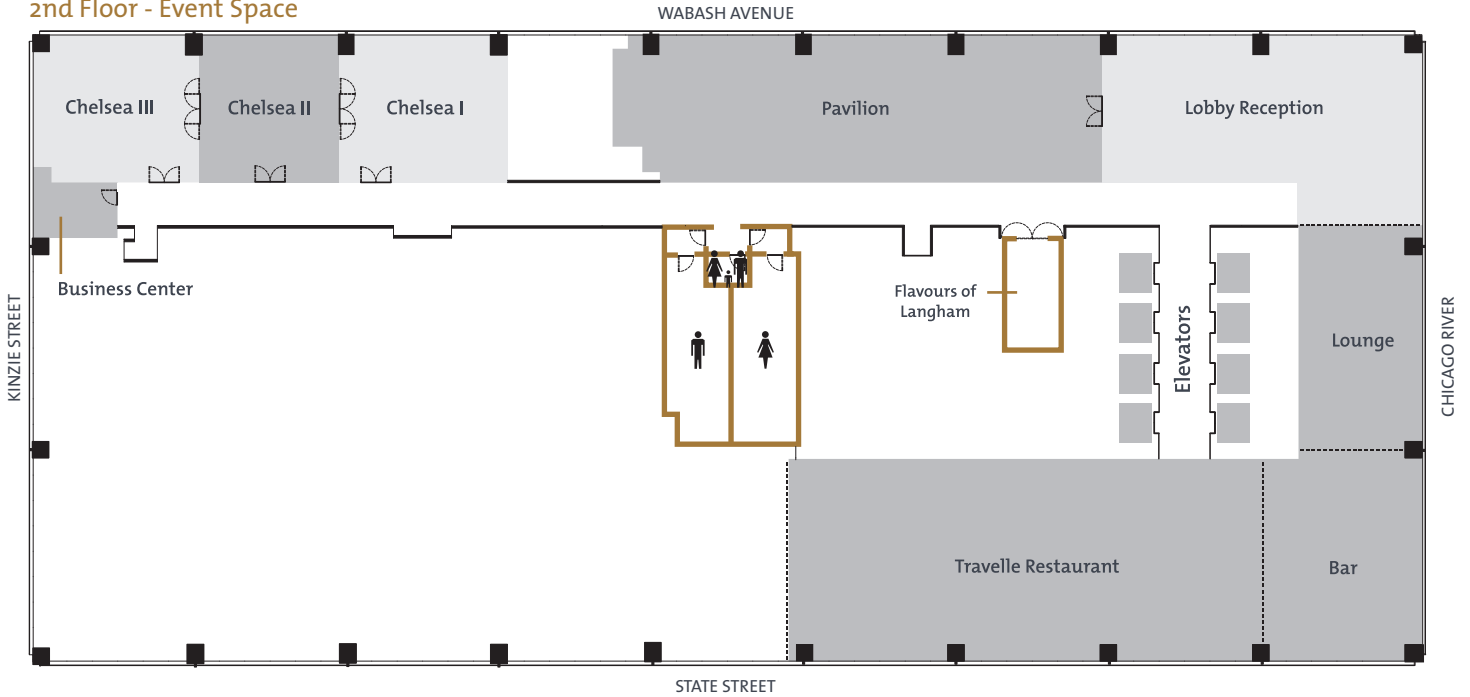 2nd Floor - Event Space
WABASH AVENUE
Chelsea III
Chelsea II
Chelsea I
Pavilion
Lobby Reception
Business Center
Flavours of
Langham
Elevators
Lounge
KINZIE STREET
CHICAGO RIVER
Travelle Restaurant
Bar
STATE STREET